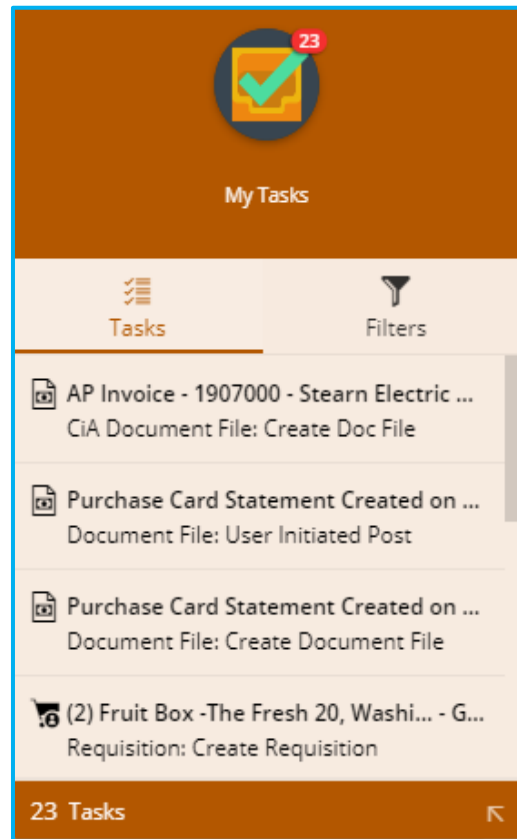 23
My Tasks
Tasks
Filters
AP Invoice - 1907000 - Stearn Electric ...
CiA Document File: Create Doc File
Purchase Card Statement Created on ...
Document File: User Initiated Post
Purchase Card Statement Created on ...
Document File: Create Document File
(2) Fruit Box -The Fresh 20, Washi... - G...
Requisition: Create Requisition
23 Tasks